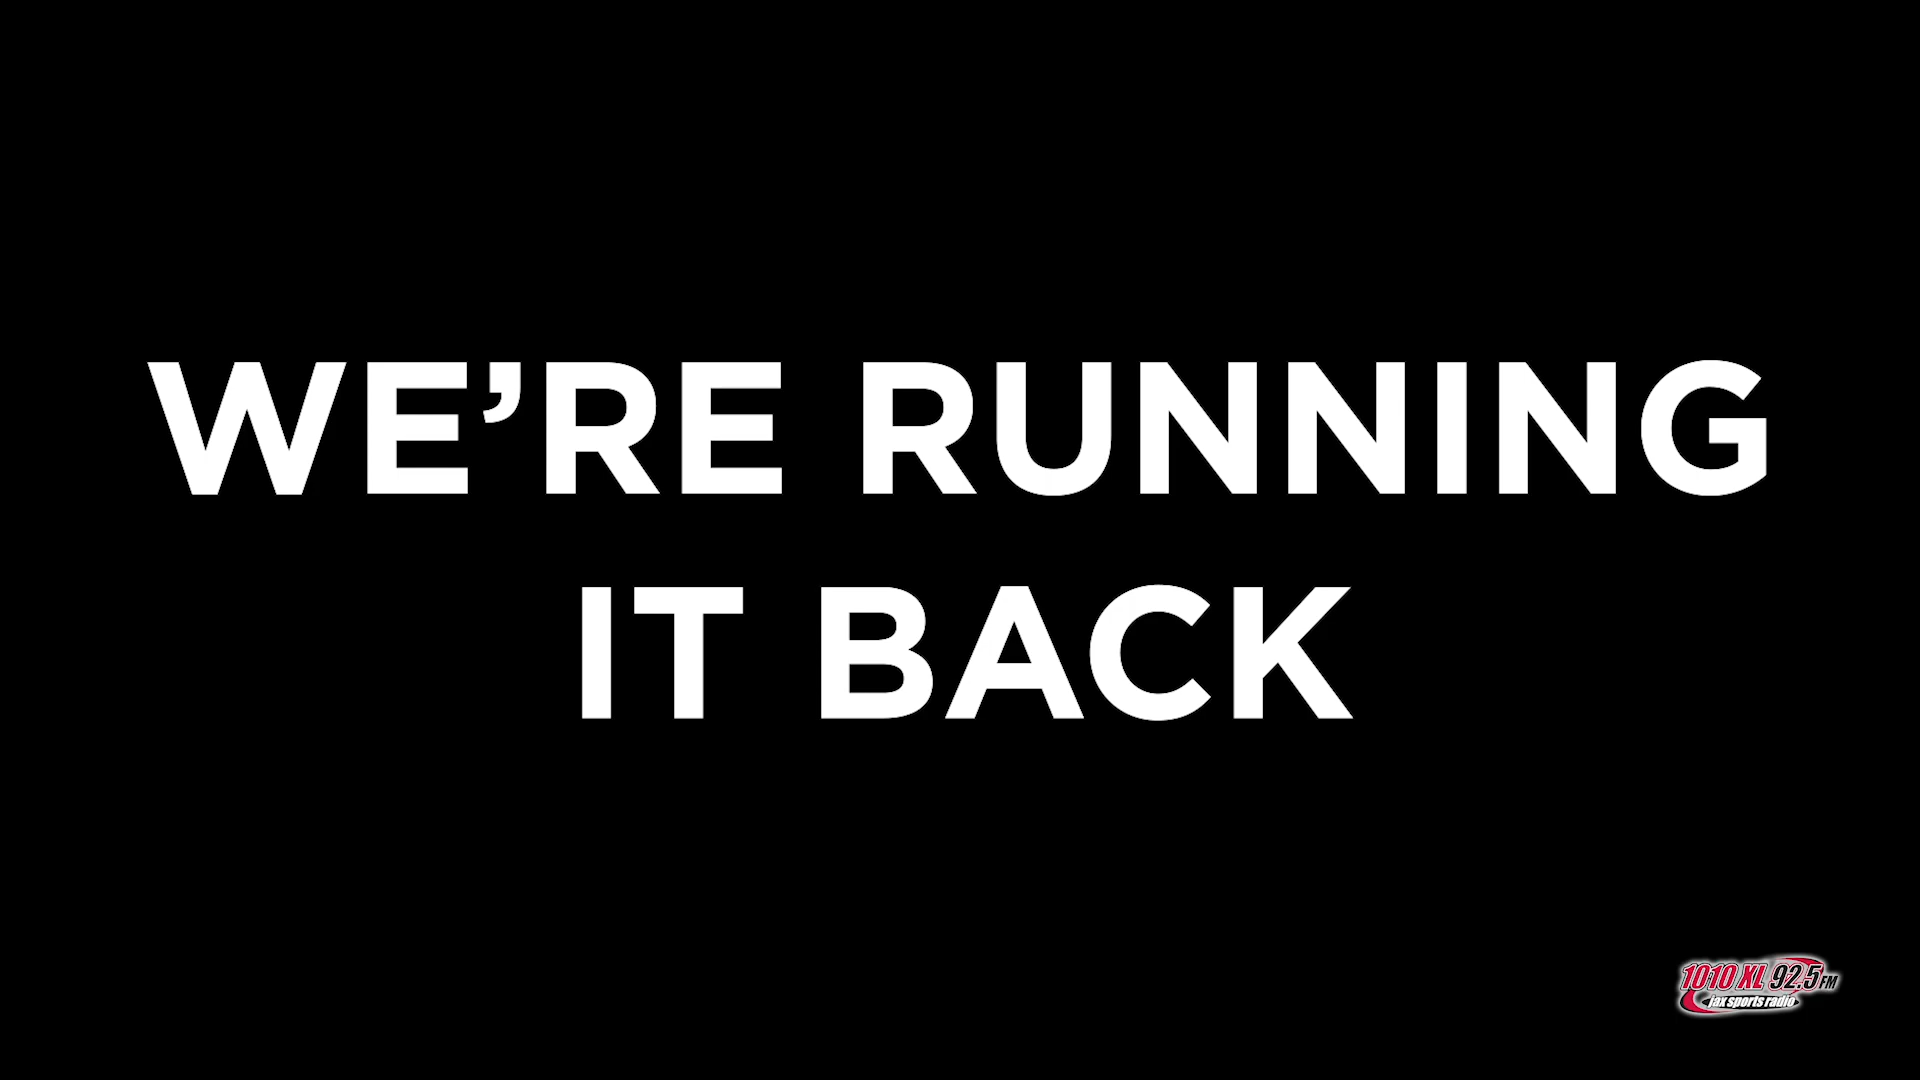 WE’RE RUNNING
IT BACK
1010 XL 92.5 FM
jax sports radio